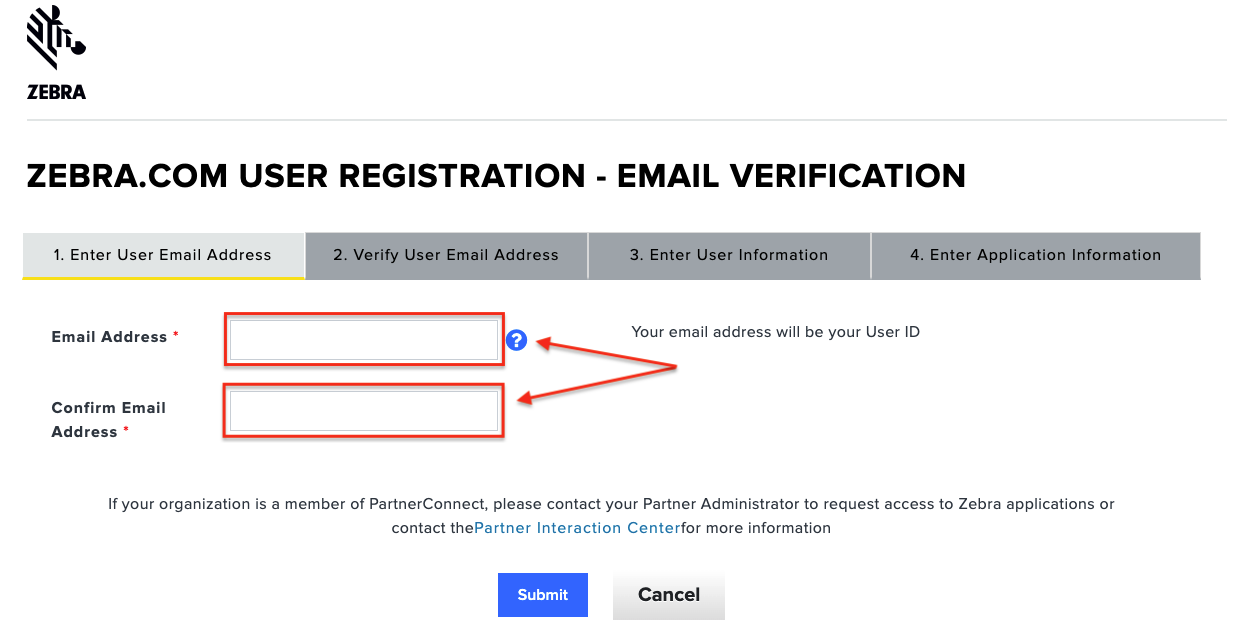 ZEBRA
ZEBRA.COM USER REGISTRATION - EMAIL VERIFICATION
1. Enter User Email Address
2. Verify User Email Address
3. Enter User Information
4. Enter Application Information
Email Address *
?
Your email address will be your User ID
Confirm Email
Address *
If your organization is a member of PartnerConnect, please contact your Partner Administrator to request access to Zebra applications or
contact thePartner Interaction Centerfor more information
Submit
Cancel